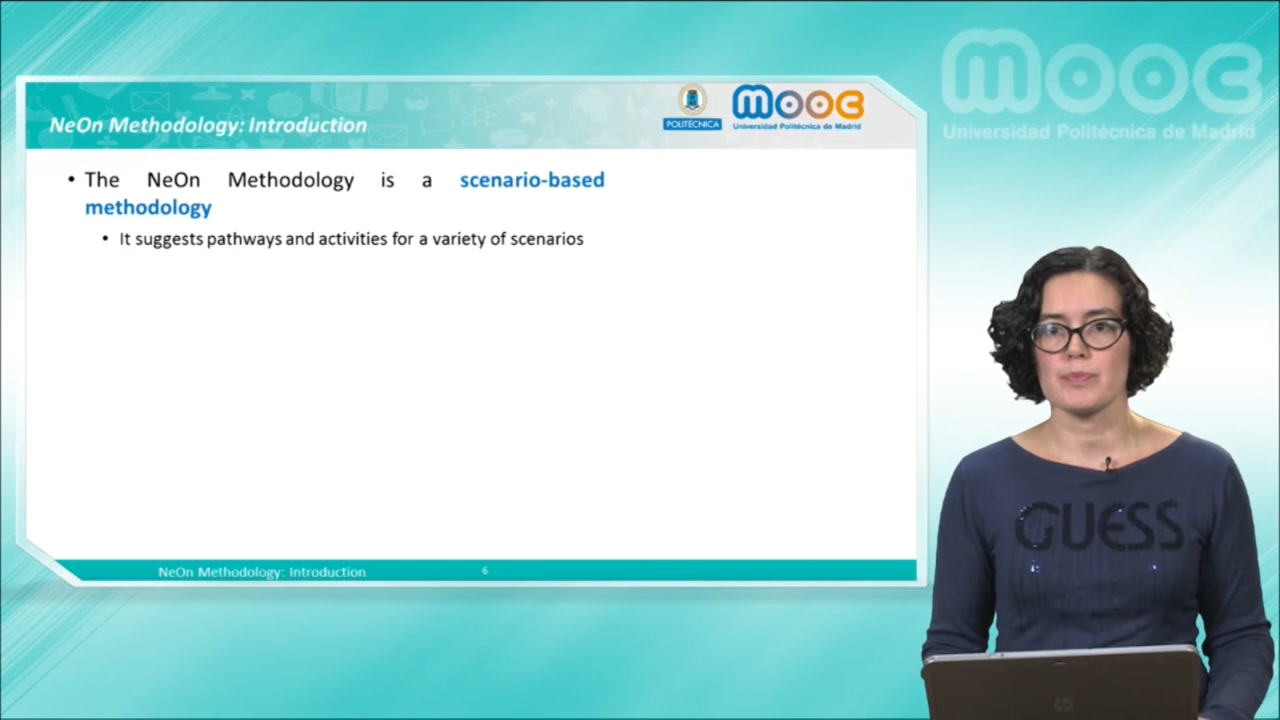 mooc
Universidad Politécnica de Madrid
NeOn Methodology: Introduction
POLITÉCNICA
mooc
Universidad Politécnica de Madrid
• The NeOn Methodology is a scenario-based
methodology
• It suggests pathways and activities for a variety of scenarios
GUESS
NeOn Methodology: Introduction 6
hp